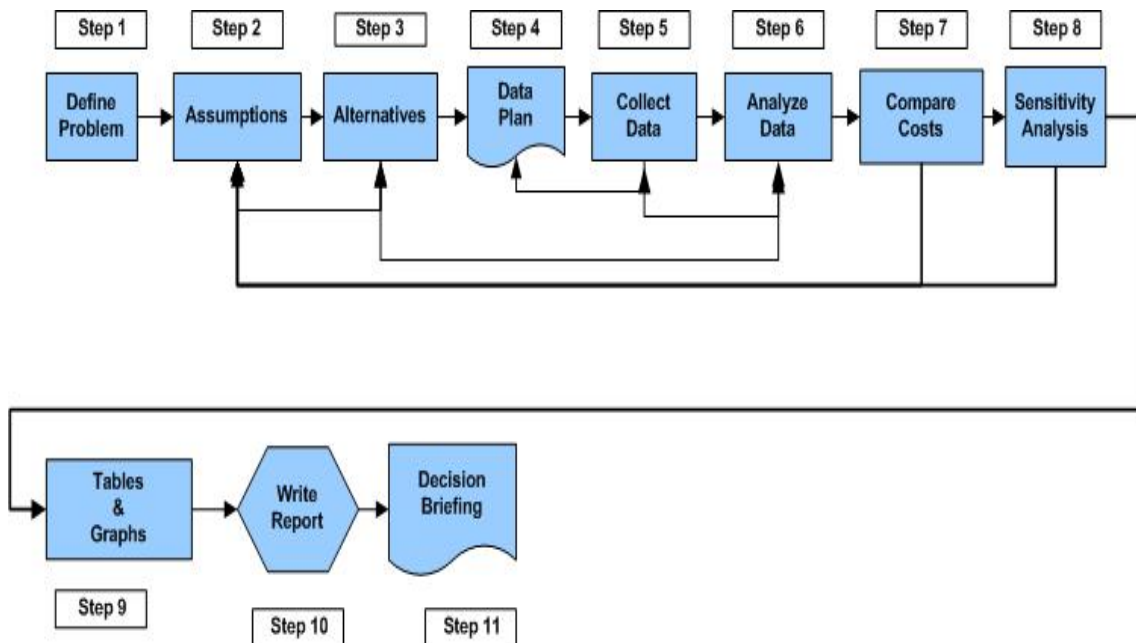 Step 1
Step 2
Step 3
Step 4
Step 5
Step 6
Step 7
Step 8
Define
Problem
Assumptions
Alternatives
Data
Plan
Collect
Data
Analyze
Data
Compare
Costs
Sensitivity
Analysis
Tables
&
Graphs
Write
Report
Decision
Briefing
Step 9
Step 10
Step 11